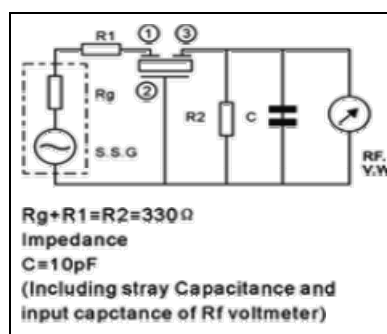 R1
①
③
Rg
②
R2
C
S.S.G
RF.
V.W
Rg+R1=R2=330Ω
Impedance
C=10pF
(Including stray Capacitance and
input capctance of Rf voltmeter)